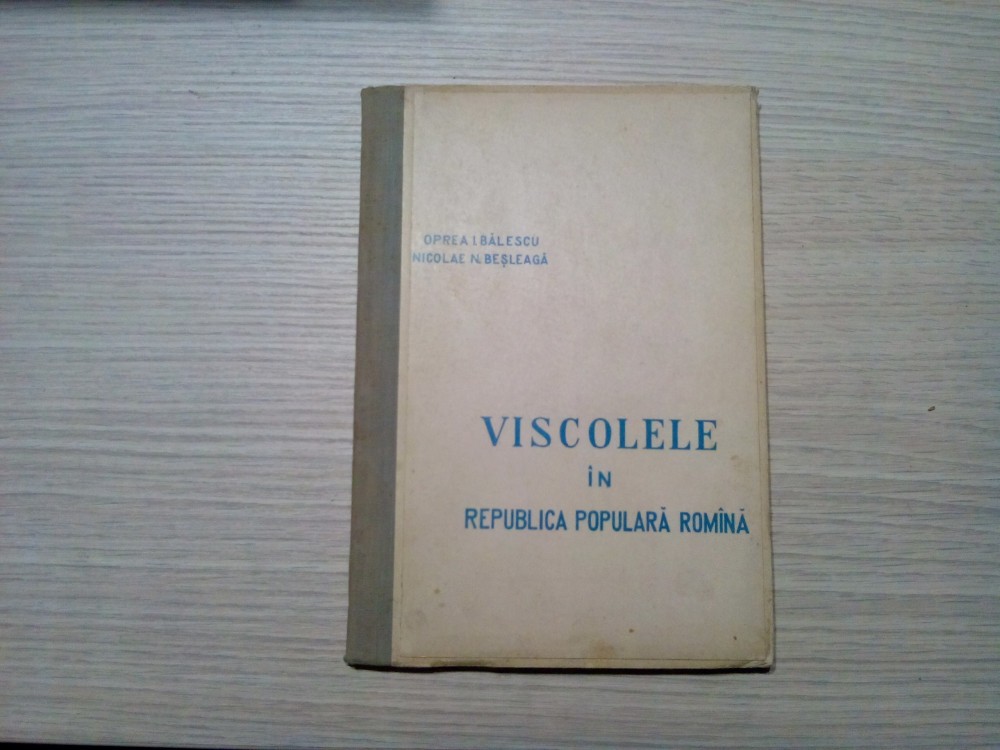 OPREA I. BĂLESCU
NICOLAE N. BEȘLEAGĂ
VISCOLELE
ÎN
REPUBLICA POPULARĂ ROMÎNĂ